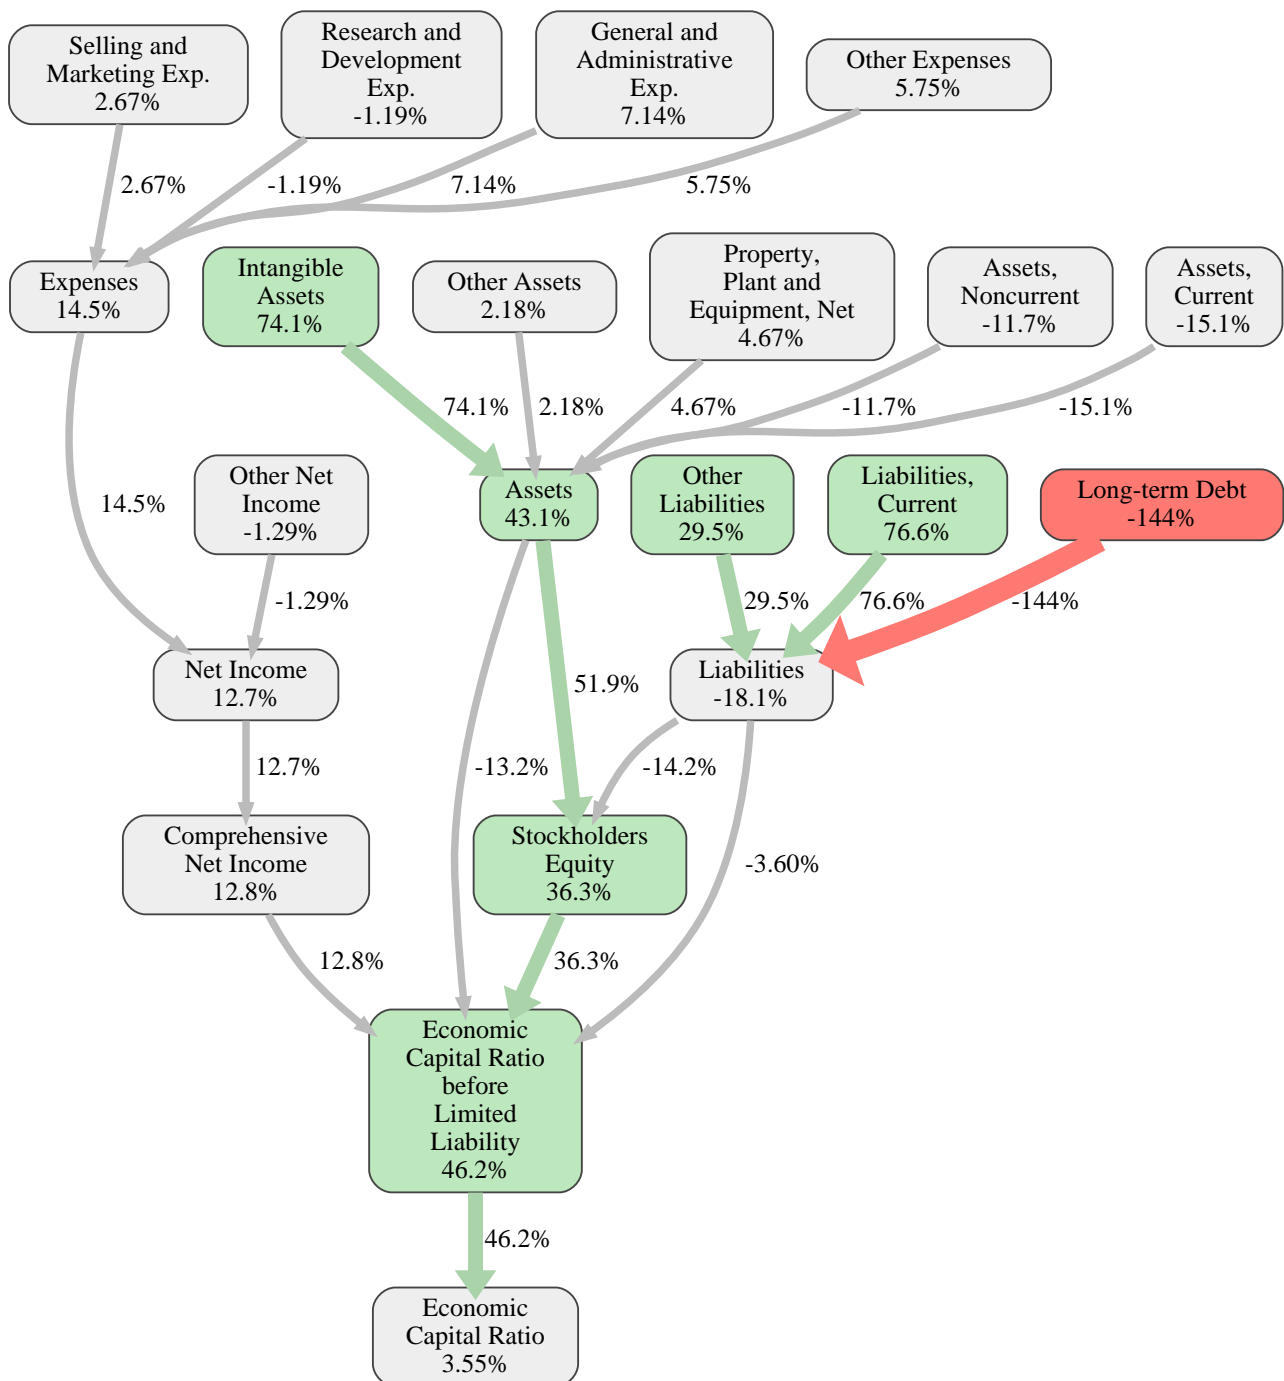 Selling and
Marketing Exp.
2.67%
Research and
Development
Exp.
-1.19%
General and
Administrative
Exp.
7.14%
Other Expenses
5.75%
2.67%
-1.19%
7.14%
5.75%
Expenses
14.5%
Intangible
Assets
74.1%
Other Assets
2.18%
Property,
Plant and
Equipment, Net
4.67%
Assets,
Noncurrent
-11.7%
Assets,
Current
-15.1%
74.1%
2.18%
4.67%
-11.7%
-15.1%
14.5%
Other Net
Income
-1.29%
Assets
43.1%
Other
Liabilities
29.5%
Liabilities,
Current
76.6%
Long-term Debt
-144%
-1.29%
29.5%
76.6%
-144%
Net Income
12.7%
51.9%
Liabilities
-18.1%
12.7%
-13.2%
-14.2%
Comprehensive
Net Income
12.8%
Stockholders
Equity
36.3%
-3.60%
12.8%
36.3%
Economic
Capital Ratio
before
Limited
Liability
46.2%
46.2%
Economic
Capital Ratio
3.55%